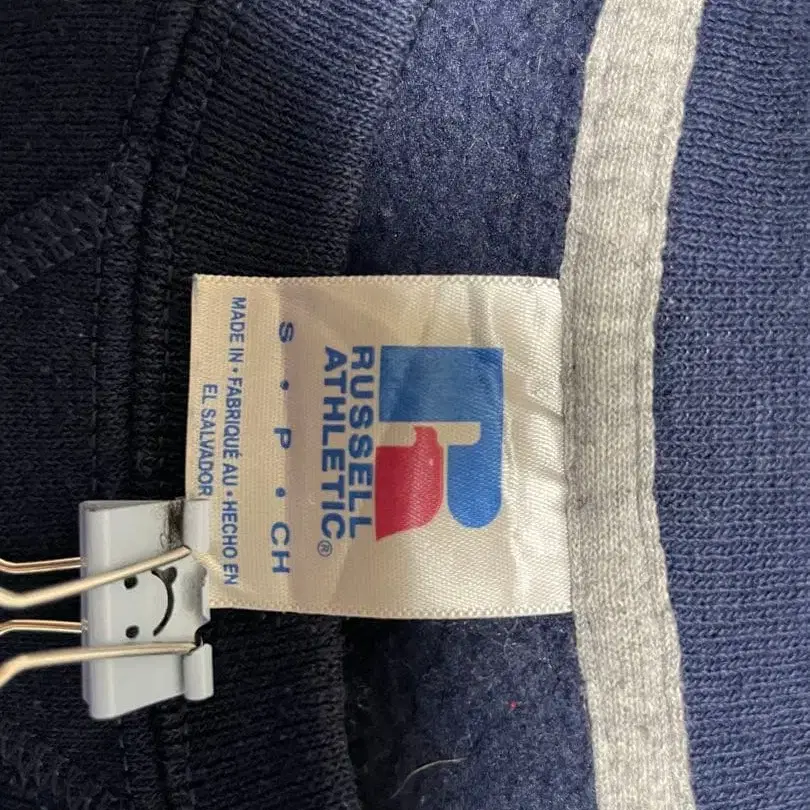 RUSSELL
ATHLETIC®
S • P • CH
MADE IN • FABRIQUÉ AU • HECHO EN
EL SALVADOR